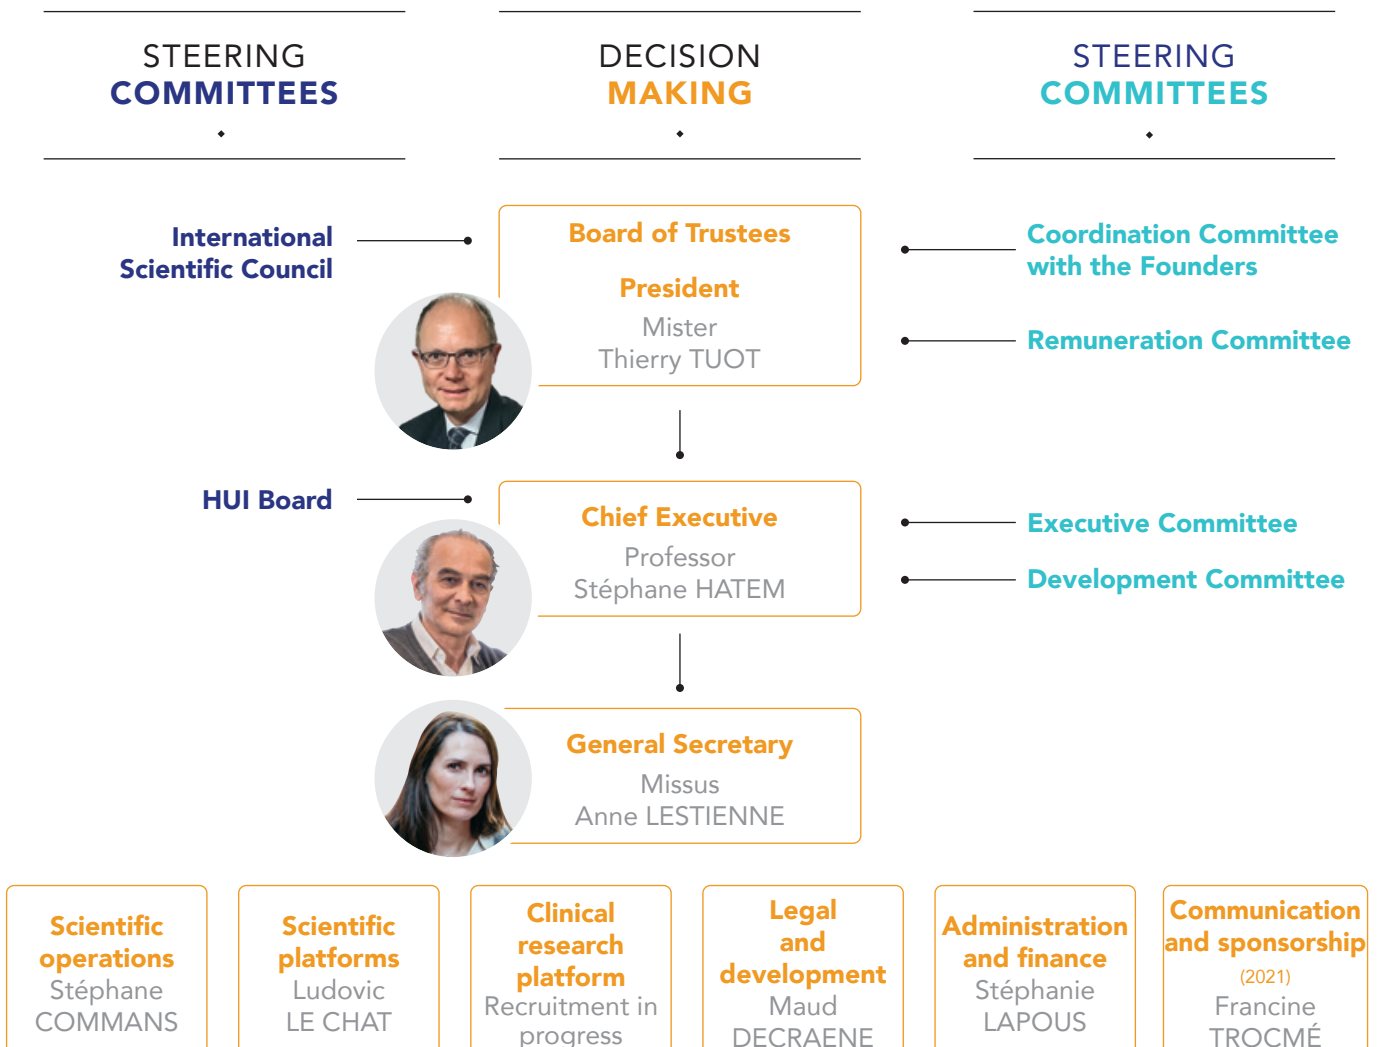 STEERING
COMMITTEES
DECISION
MAKING
STEERING
COMMITTEES
International
Scientific Council
Board of Trustees
President
Mister
Thierry TUOT
Coordination Committee
with the Founders
Remuneration Committee
HUI Board
Chief Executive
Professor
Stéphane HATEM
Executive Committee
Development Committee
General Secretary
Missus
Anne LESTIENNE
Scientific
operations
Stéphane
COMMANS
Scientific
platforms
Ludovic
LE CHAT
Clinical
research
platform
Recruitment in
progress
Legal
and
development
Maud
DECRAENE
Administration
and finance
Stéphanie
LAPOUS
Communication
and sponsorship
(2021)
Francine
TROCMÉ